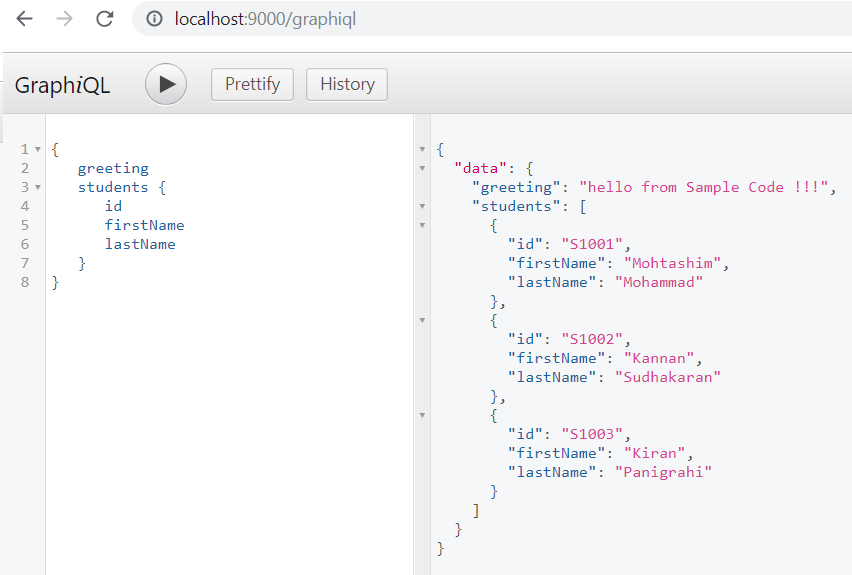 localhost:9000/graphiql
GraphiQL Prettify History
1 {
2 greeting
3 students {
4 id
5 firstName
6 lastName
7 }
8 }
{
"data": {
"greeting": "hello from Sample Code !!!",
"students": [
{
"id": "S1001",
"firstName": "Mohtashim",
"lastName": "Mohammad"
},
{
"id": "S1002",
"firstName": "Kannan",
"lastName": "Sudhakaran"
},
{
"id": "S1003",
"firstName": "Kiran",
"lastName": "Panigrahi"
}
]
}
}